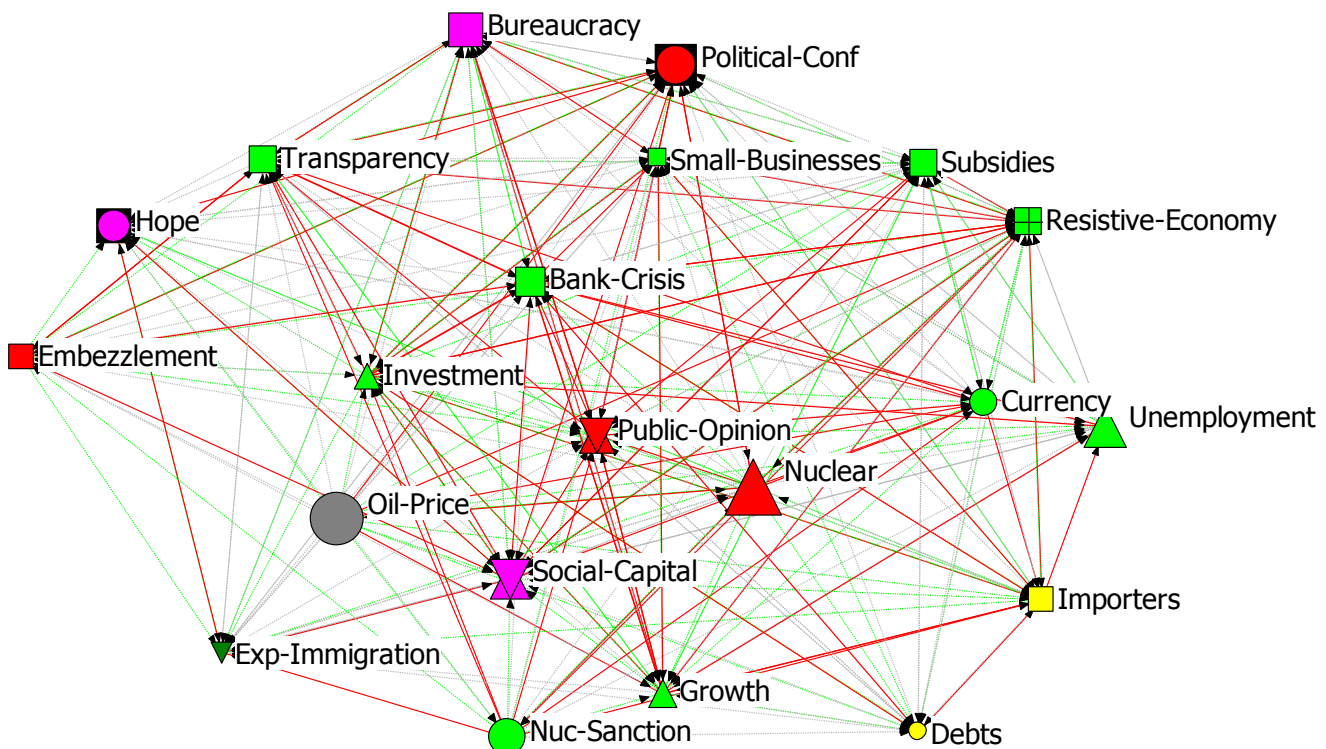 Bureaucracy
Political-Conf
Transparency
Small-Businesses
Subsidies
Hope
Resistive-Economy
Bank-Crisis
Embezzlement
Investment
Currency
Unemployment
Public-Opinion
Nuclear
Oil-Price
Social-Capital
Importers
Exp-Immigration
Growth
Nuc-Sanction
Debts